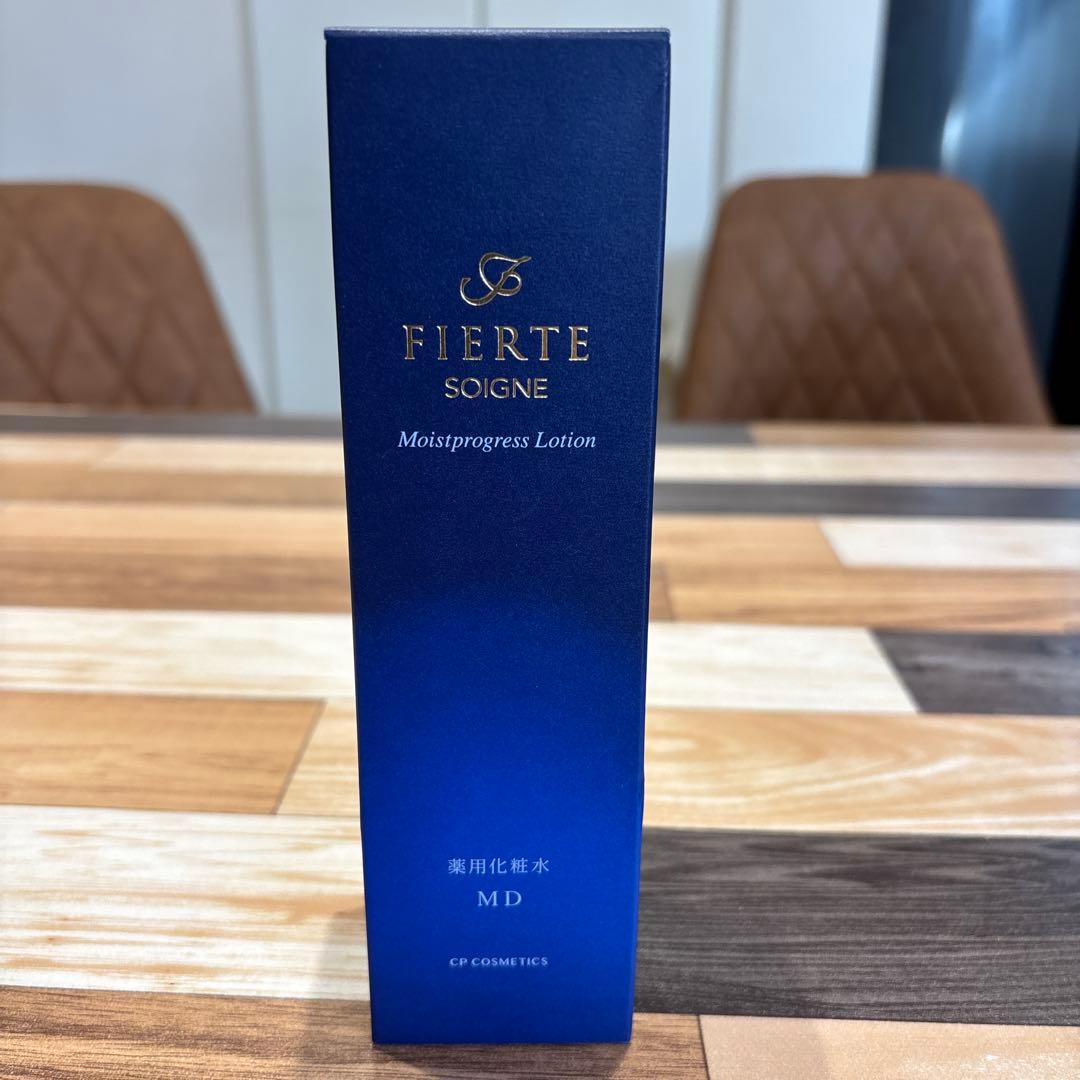 FIERTE
SOIGNE
Moistprogress Lotion
薬用化粧水
MD
CP COSMETICS